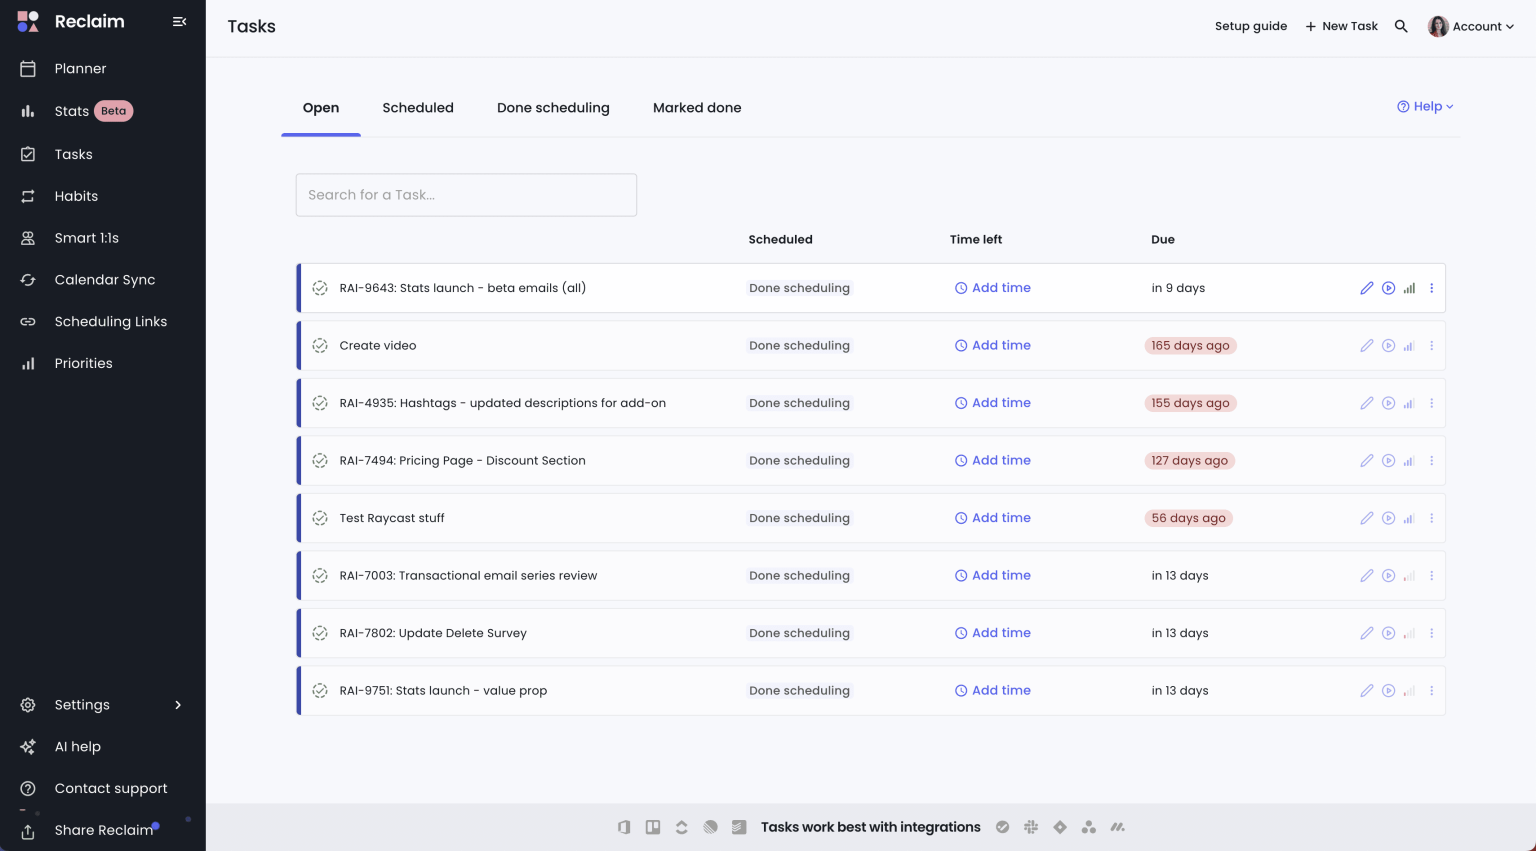 Reclaim
Planner
Stats Beta
Tasks
Habits
Smart 1:1s
Calendar Sync
Scheduling Links
Priorities
Settings
AI help
Contact support
Share Reclaim
Tasks
Setup guide + New Task Account
Open Scheduled Done scheduling Marked done Help
Search for a Task...
Scheduled Time left Due
RAI-9643: Stats launch - beta emails (all) Done scheduling Add time in 9 days
Create video Done scheduling Add time 165 days ago
RAI-4935: Hashtags - updated descriptions for add-on Done scheduling Add time 155 days ago
RAI-7494: Pricing Page - Discount Section Done scheduling Add time 127 days ago
Test Raycast stuff Done scheduling Add time 56 days ago
RAI-7003: Transactional email series review Done scheduling Add time in 13 days
RAI-7802: Update Delete Survey Done scheduling Add time in 13 days
RAI-9751: Stats launch - value prop Done scheduling Add time in 13 days
Tasks work best with integrations